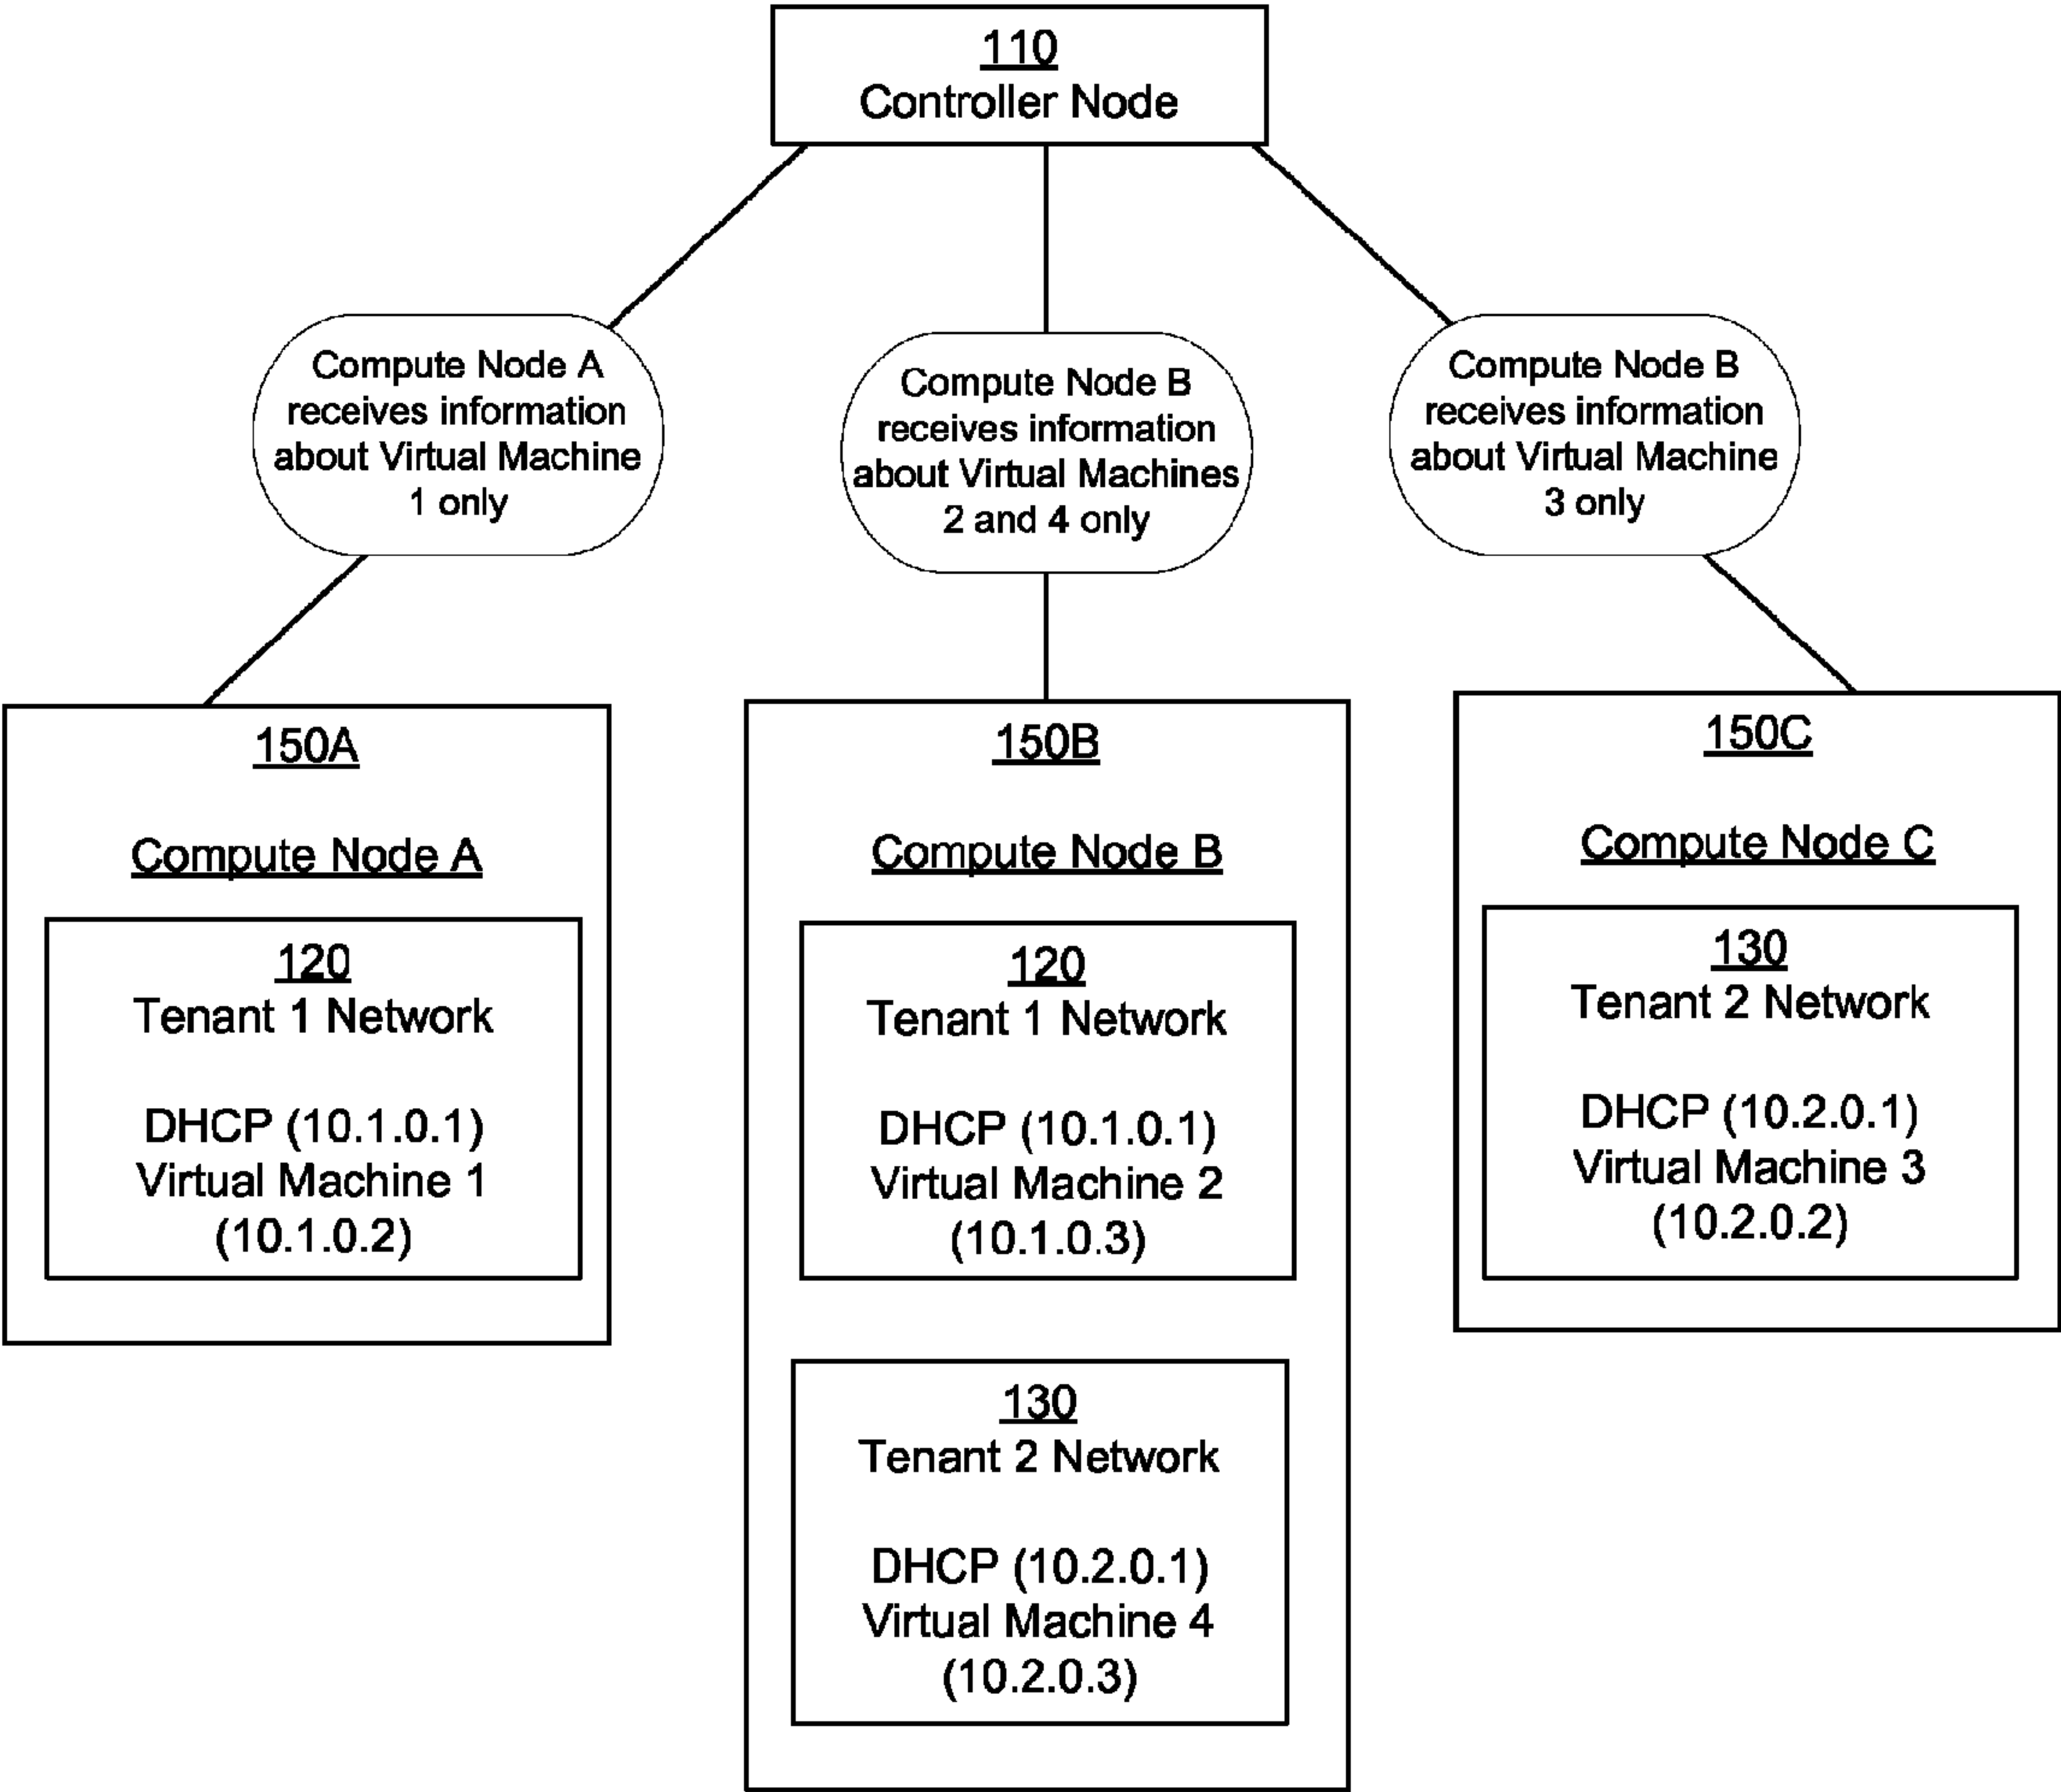 110
Controller Node
Compute Node A
receives information
about Virtual Machine
1 only
Compute Node B
receives information
about Virtual Machines
2 and 4 only
Compute Node B
receives information
about Virtual Machine
3 only
150A
Compute Node A
120
Tenant 1 Network
DHCP (10.1.0.1)
Virtual Machine 1
(10.1.0.2)
150B
Compute Node B
120
Tenant 1 Network
DHCP (10.1.0.1)
Virtual Machine 2
(10.1.0.3)
130
Tenant 2 Network
DHCP (10.2.0.1)
Virtual Machine 4
(10.2.0.3)
150C
Compute Node C
130
Tenant 2 Network
DHCP (10.2.0.1)
Virtual Machine 3
(10.2.0.2)